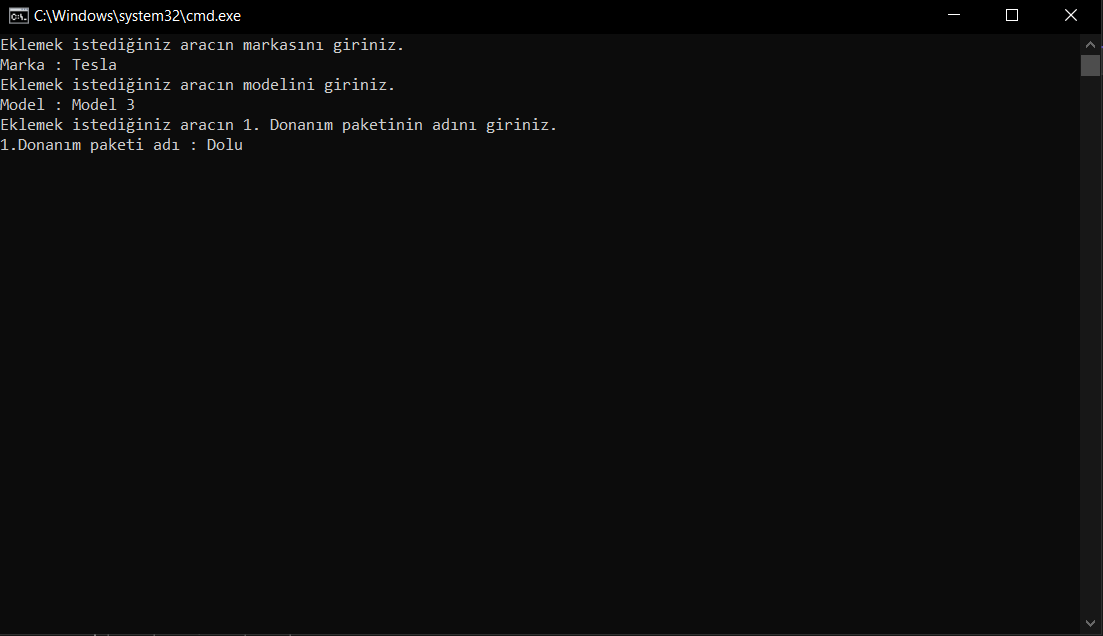 C:\Windows\system32\cmd.exe
Eklemek istediğiniz aracın markasını giriniz.
Marka : Tesla
Eklemek istediğiniz aracın modelini giriniz.
Model : Model 3
Eklemek istediğiniz aracın 1. Donanım paketinin adını giriniz.
1.Donanım paketi adı : Dolu